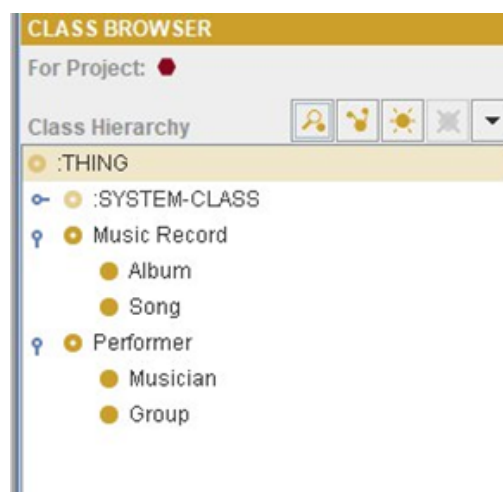 CLASS BROWSER
For Project:
Class Hierarchy
:THING
:SYSTEM-CLASS
Music Record
Album
Song
Performer
Musician
Group